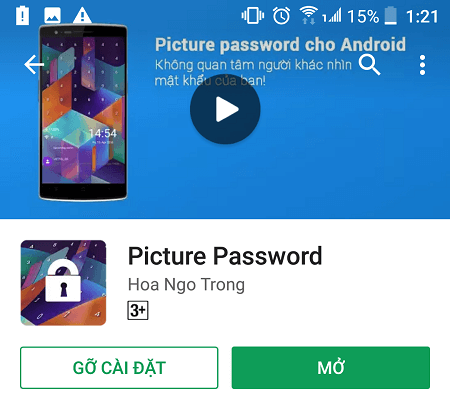 15% 1:21
Picture password cho Android
Không quan tâm người khác nhìn
mật khẩu của bạn!
14:54
Picture Password
Hoa Ngo Trong
3+
GỠ CÀI ĐẶT
MỞ